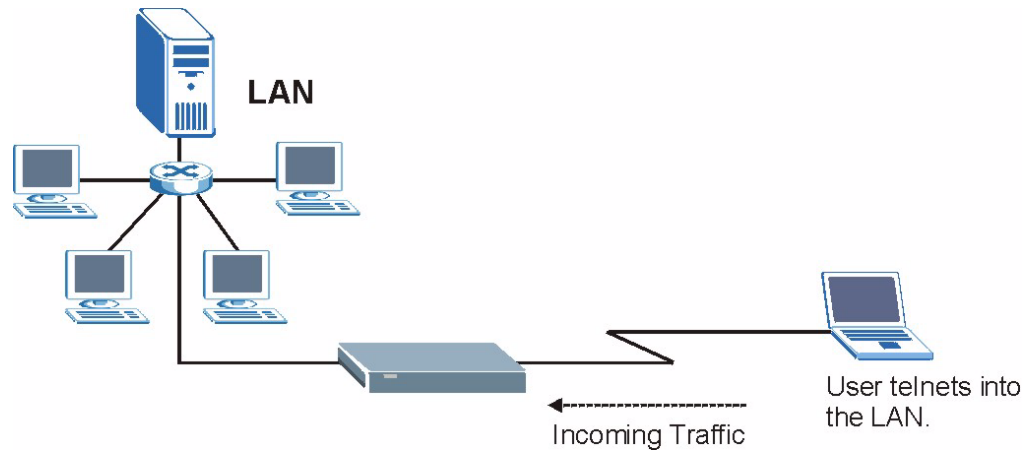 LAN
User telnets into
the LAN.
Incoming Traffic